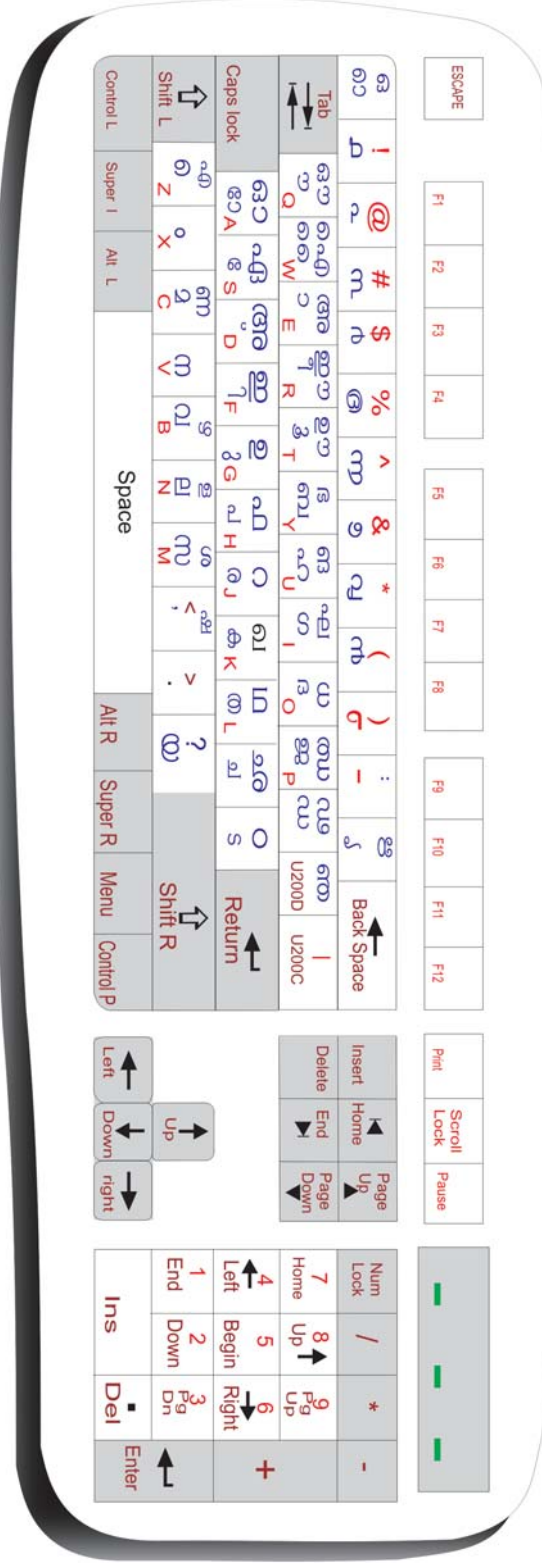 ESCAPE F1 F2 F3 F4 F5 F6 F7 F8 F9 F10 F11 F12 Print Scroll Lock Pause
ഒ ! @ # $ % ^ & * ( ) : ഋ Back Space
ൊ ർ ൻ - ൃ
Insert Home Page Up
Num Lock / * -
Tab ഔ ഐ ആ ഈ ഊ ഭ ങ ഘ ധ ഝ ഢ ഞ |
ൗ Q ൈ W ാ E ീ R ൂ T ബ Y ഹ U ഗ I ദ O ജ P ഡ U200D U200C
Delete End Page Down
7 Home 8 Up 9 Pg Up
Caps lock ഓ ഏ അ ഇ ഉ ഫ റ ഖ ഥ ഛ ഠ Return
ോ A േ S ് D ി F ു G പ H ര J ക K ത L ച ട
4 Left 5 Begin 6 Right +
Shift L എ ം ണ ന ഴ ള ശ < ഷ > ? Shift R
െ Z X മ C V വ B ല N സ M , . യ
Up
1 End 2 Down 3 Pg Dn Enter
Control L Super l Alt L Space Alt R Super R Menu Control P
Left Down right
Ins . Del